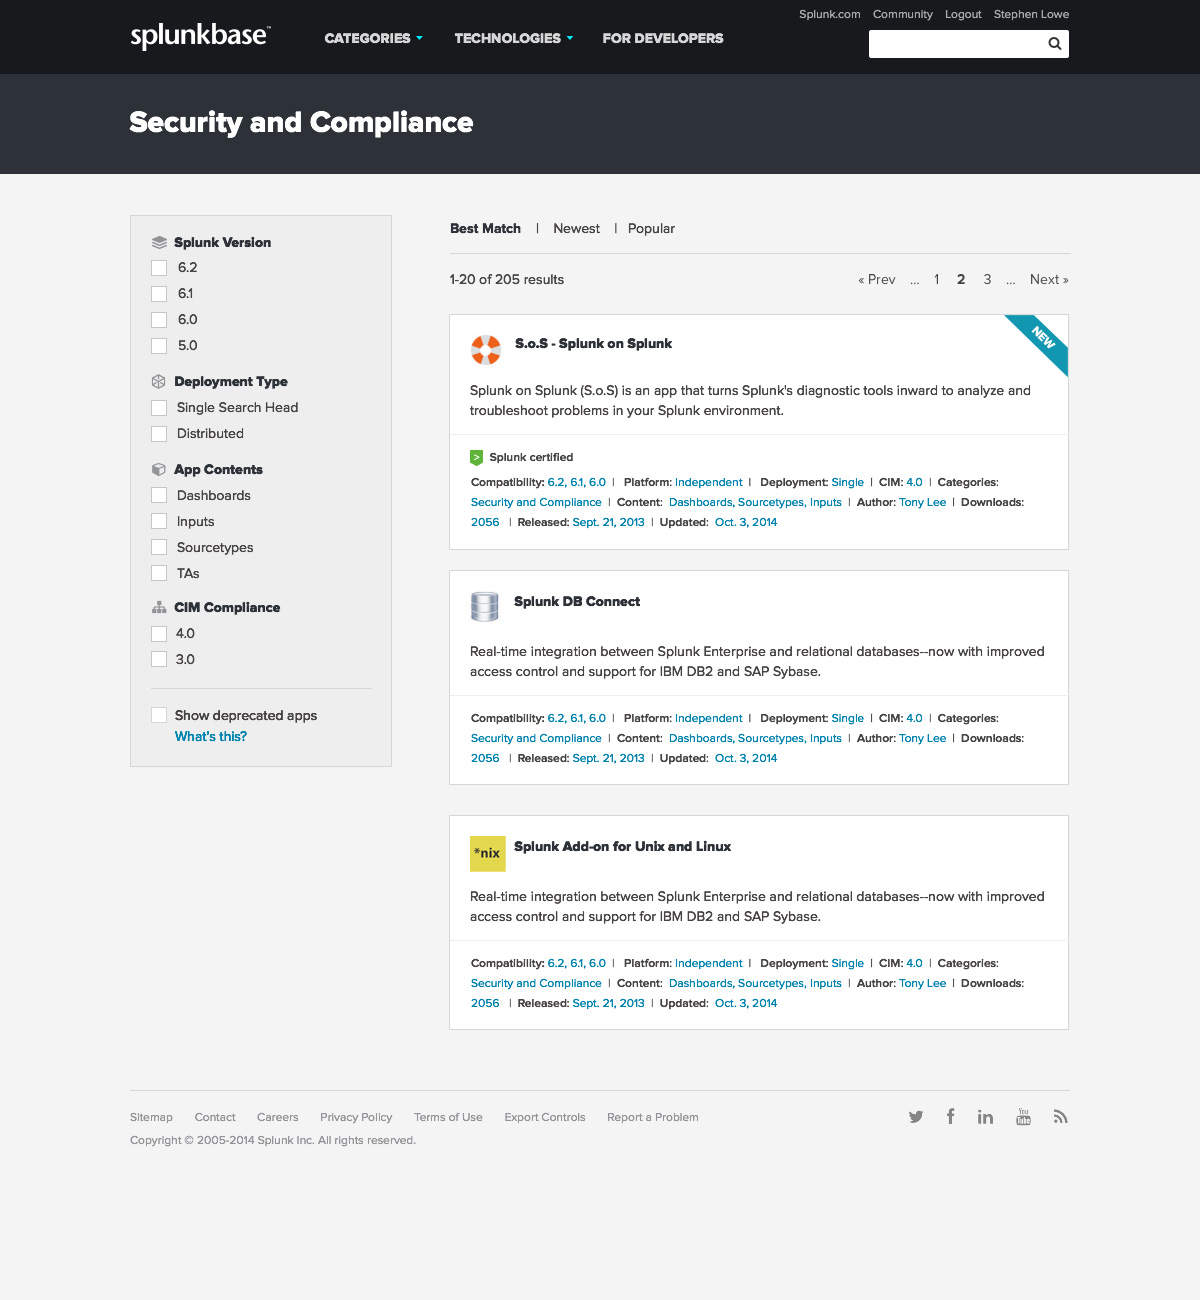 Splunk.com Community Logout Stephen Lowe
splunkbase™ CATEGORIES TECHNOLOGIES FOR DEVELOPERS
Security and Compliance
Splunk Version
6.2
6.1
6.0
5.0
Deployment Type
Single Search Head
Distributed
App Contents
Dashboards
Inputs
Sourcetypes
TAs
CIM Compliance
4.0
3.0
Show deprecated apps
What's this?
Best Match | Newest | Popular
1-20 of 205 results « Prev ... 1 2 3 ... Next »
NEW
S.o.S - Splunk on Splunk
Splunk on Splunk (S.o.S) is an app that turns Splunk's diagnostic tools inward to analyze and
troubleshoot problems in your Splunk environment.
> Splunk certified
Compatibility: 6.2, 6.1, 6.0 | Platform: Independent | Deployment: Single | CIM: 4.0 | Categories:
Security and Compliance | Content: Dashboards, Sourcetypes, Inputs | Author: Tony Lee | Downloads:
2056 | Released: Sept. 21, 2013 | Updated: Oct. 3, 2014
Splunk DB Connect
Real-time integration between Splunk Enterprise and relational databases--now with improved
access control and support for IBM DB2 and SAP Sybase.
Compatibility: 6.2, 6.1, 6.0 | Platform: Independent | Deployment: Single | CIM: 4.0 | Categories:
Security and Compliance | Content: Dashboards, Sourcetypes, Inputs | Author: Tony Lee | Downloads:
2056 | Released: Sept. 21, 2013 | Updated: Oct. 3, 2014
*nix Splunk Add-on for Unix and Linux
Real-time integration between Splunk Enterprise and relational databases--now with improved
access control and support for IBM DB2 and SAP Sybase.
Compatibility: 6.2, 6.1, 6.0 | Platform: Independent | Deployment: Single | CIM: 4.0 | Categories:
Security and Compliance | Content: Dashboards, Sourcetypes, Inputs | Author: Tony Lee | Downloads:
2056 | Released: Sept. 21, 2013 | Updated: Oct. 3, 2014
Sitemap Contact Careers Privacy Policy Terms of Use Export Controls Report a Problem
f in You Tube
Copyright © 2005-2014 Splunk Inc. All rights reserved.